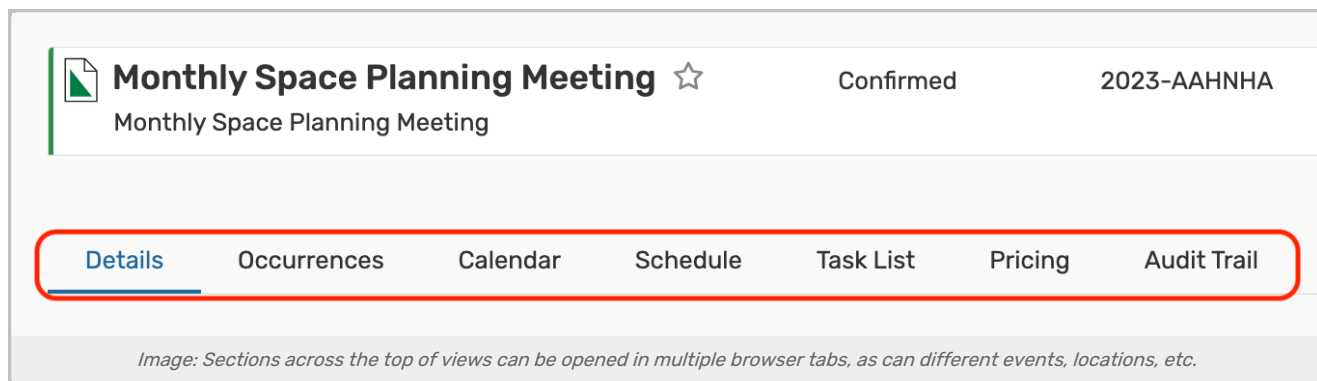 Monthly Space Planning Meeting
Confirmed
2023-AAHNHA
Monthly Space Planning Meeting
Details Occurrences Calendar Schedule Task List Pricing Audit Trail
Image: Sections across the top of views can be opened in multiple browser tabs, as can different events, locations, etc.